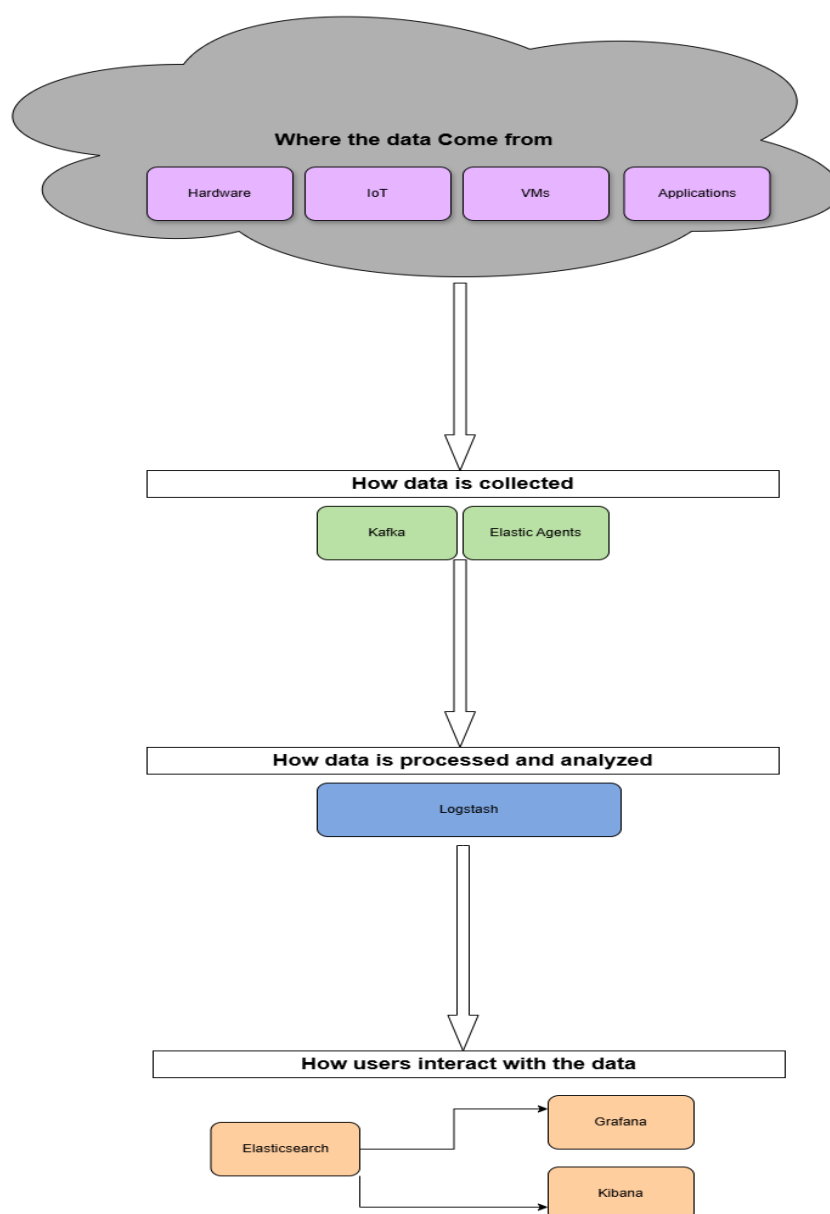 Where the data Come from
Hardware
IoT
VMs
Applications
How data is collected
Kafka
Elastic Agents
How data is processed and analyzed
Logstash
How users interact with the data
Grafana
Elasticsearch
Kibana